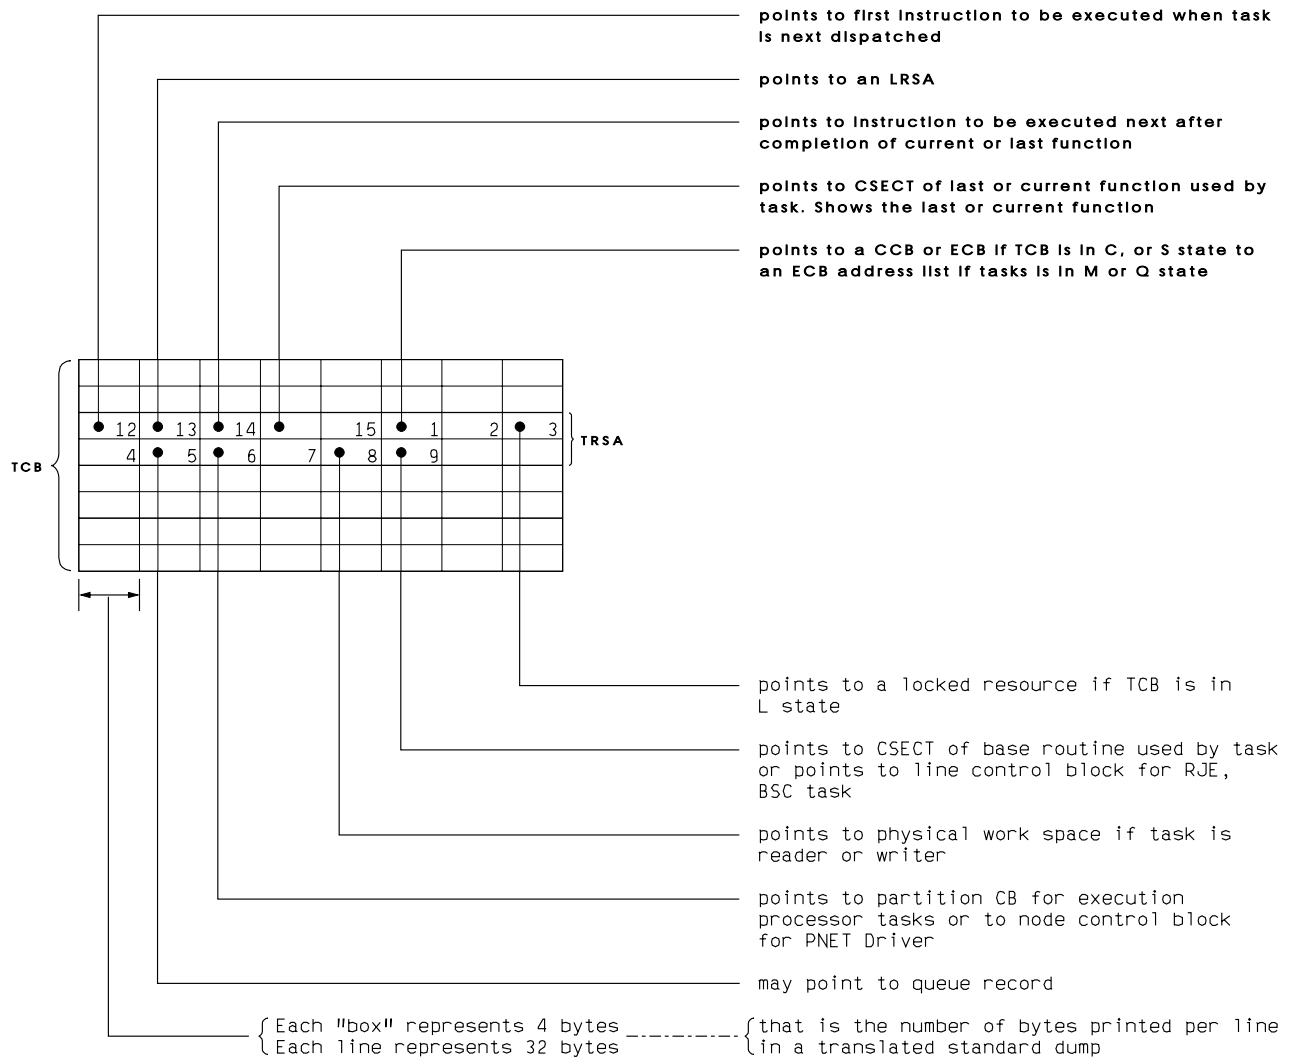 points to first instruction to be executed when task
is next dispatched
points to an LRSA
points to instruction to be executed next after
completion of current or last function
points to CSECT of last or current function used by
task. Shows the last or current function
points to a CCB or ECB if TCB is in C, or S state to
an ECB address list if tasks is in M or Q state
12 13 14 15 1 2 3
TRSA
4 5 6 7 8 9
TCB
points to a locked resource if TCB is in
L state
points to CSECT of base routine used by task
or points to line control block for RJE,
BSC task
points to physical work space if task is
reader or writer
points to partition CB for execution
processor tasks or to node control block
for PNET Driver
may point to queue record
Each "box" represents 4 bytes
Each line represents 32 bytes
that is the number of bytes printed per line
in a translated standard dump